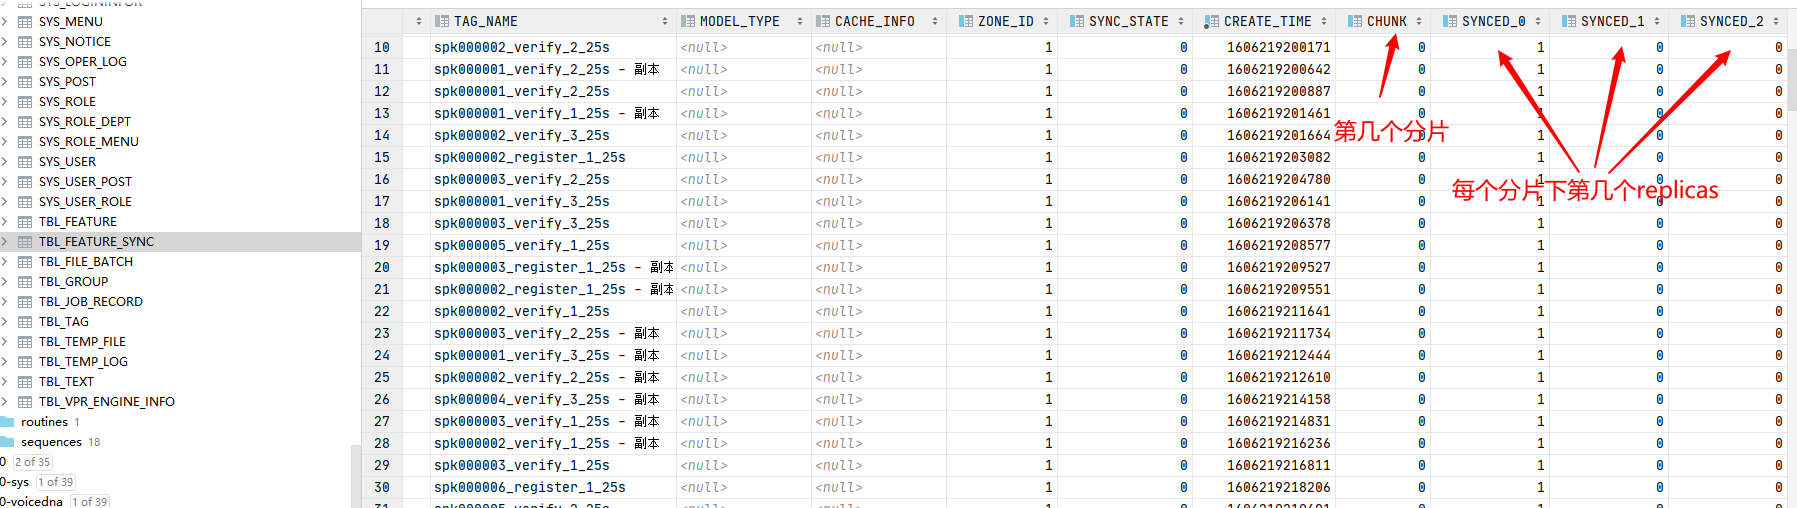 SYS_LOGININFOR
SYS_MENU
SYS_NOTICE
SYS_OPER_LOG
SYS_POST
SYS_ROLE
SYS_ROLE_DEPT
SYS_ROLE_MENU
SYS_USER
SYS_USER_POST
SYS_USER_ROLE
TBL_FEATURE
TBL_FEATURE_SYNC
TBL_FILE_BATCH
TBL_GROUP
TBL_JOB_RECORD
TBL_TAG
TBL_TEMP_FILE
TBL_TEMP_LOG
TBL_TEXT
TBL_VPR_ENGINE_INFO
routines 1
sequences 18
0 2 of 35
0-sys 1 of 39
0-voicedna 1 of 39
TAG_NAME MODEL_TYPE CACHE_INFO ZONE_ID SYNC_STATE CREATE_TIME CHUNK SYNCED_0 SYNCED_1 SYNCED_2
10 spk000002_verify_2_25s <null> <null> 1 0 1606219200171 0 1 0 0
11 spk000001_verify_2_25s - 副本 <null> <null> 1 0 1606219200642 0 1 0 0
12 spk000001_verify_2_25s <null> <null> 1 0 1606219200887 0 1 0 0
13 spk000001_verify_1_25s - 副本 <null> <null> 1 0 1606219201461 0 1 0 0
14 spk000002_verify_3_25s <null> <null> 1 0 1606219201664 0 1 0 0
15 spk000002_register_1_25s <null> <null> 1 0 1606219203082 0 1 0 0
16 spk000003_verify_2_25s <null> <null> 1 0 1606219204780 0 1 0 0
17 spk000001_verify_3_25s <null> <null> 1 0 1606219206141 0 1 0 0
18 spk000003_verify_3_25s <null> <null> 1 0 1606219206378 0 1 0 0
19 spk000005_verify_1_25s <null> <null> 1 0 1606219208577 0 1 0 0
20 spk000003_register_1_25s - 副本 <null> <null> 1 0 1606219209527 0 1 0 0
21 spk000002_register_1_25s - 副本 <null> <null> 1 0 1606219209551 0 1 0 0
22 spk000002_verify_1_25s <null> <null> 1 0 1606219211641 0 1 0 0
23 spk000003_verify_2_25s - 副本 <null> <null> 1 0 1606219211734 0 1 0 0
24 spk000001_verify_3_25s - 副本 <null> <null> 1 0 1606219212444 0 1 0 0
25 spk000002_verify_2_25s - 副本 <null> <null> 1 0 1606219212610 0 1 0 0
26 spk000004_verify_3_25s - 副本 <null> <null> 1 0 1606219214158 0 1 0 0
27 spk000003_verify_1_25s - 副本 <null> <null> 1 0 1606219214831 0 1 0 0
28 spk000002_verify_1_25s - 副本 <null> <null> 1 0 1606219216236 0 1 0 0
29 spk000003_verify_1_25s <null> <null> 1 0 1606219216811 0 1 0 0
30 spk000006_register_1_25s <null> <null> 1 0 1606219218206 0 1 0 0
第几个分片
每个分片下第几个replicas